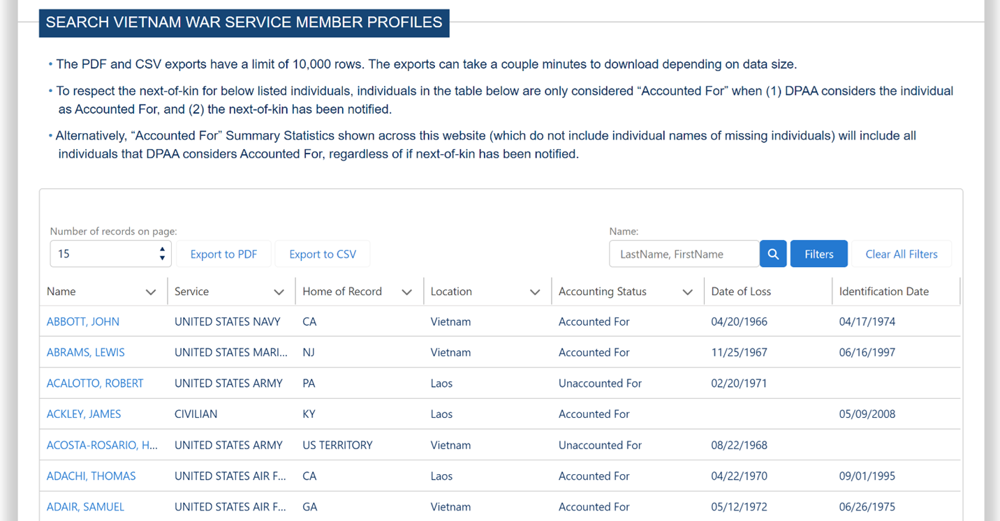 SEARCH VIETNAM WAR SERVICE MEMBER PROFILES
• The PDF and CSV exports have a limit of 10,000 rows. The exports can take a couple minutes to download depending on data size.
• To respect the next-of-kin for below listed individuals, individuals in the table below are only considered “Accounted For” when (1) DPAA considers the individual
as Accounted For, and (2) the next-of-kin has been notified.
• Alternatively, “Accounted For” Summary Statistics shown across this website (which do not include individual names of missing individuals) will include all
individuals that DPAA considers Accounted For, regardless of if next-of-kin has been notified.
Number of records on page: Name:
15 Export to PDF Export to CSV LastName, FirstName Filters Clear All Filters
Name Service Home of Record Location Accounting Status Date of Loss Identification Date
ABBOTT, JOHN UNITED STATES NAVY CA Vietnam Accounted For 04/20/1966 04/17/1974
ABRAMS, LEWIS UNITED STATES MARI... NJ Vietnam Accounted For 11/25/1967 06/16/1997
ACALOTTO, ROBERT UNITED STATES ARMY PA Laos Unaccounted For 02/20/1971
ACKLEY, JAMES CIVILIAN KY Laos Accounted For 05/09/2008
ACOSTA-ROSARIO, H... UNITED STATES ARMY US TERRITORY Vietnam Unaccounted For 08/22/1968
ADACHI, THOMAS UNITED STATES AIR F... CA Laos Accounted For 04/22/1970 09/01/1995
ADAIR, SAMUEL UNITED STATES AIR F... GA Vietnam Accounted For 05/12/1972 06/26/1975